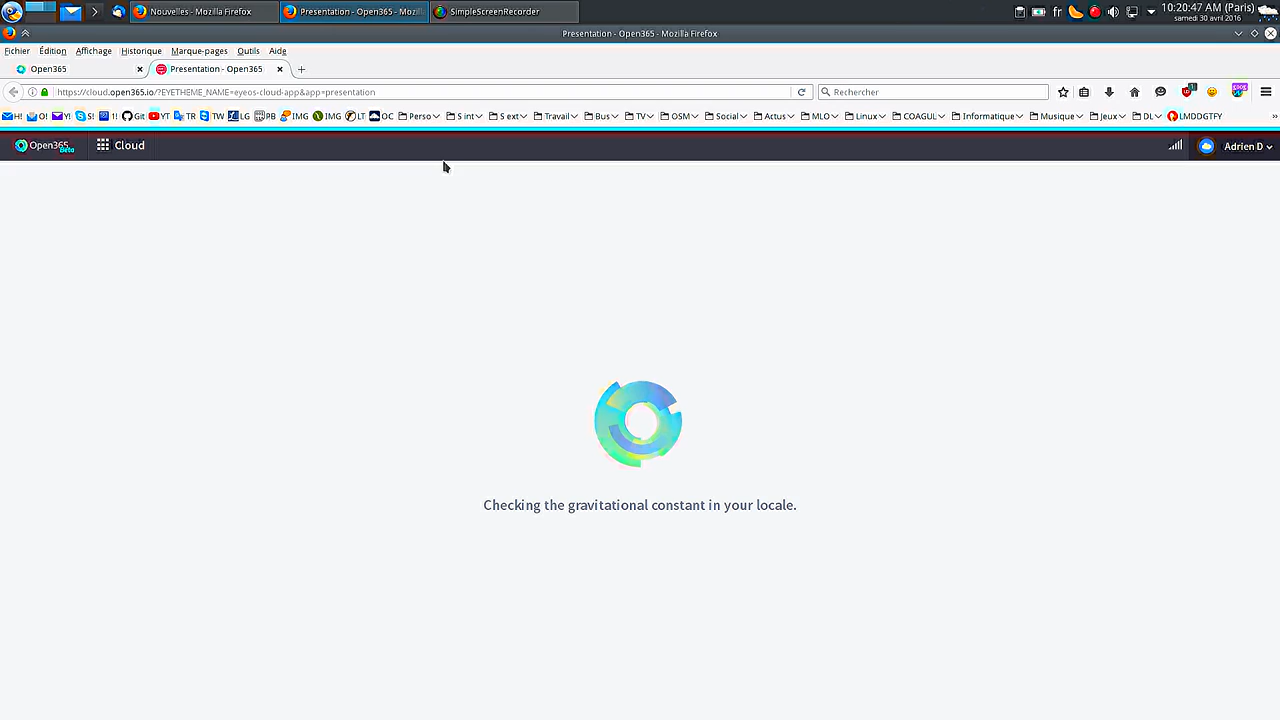 Nouvelles - Mozilla Firefox
Presentation - Open365 - Mozil
SimpleScreenRecorder
fr
10:20:47 AM (Paris)
samedi 30 avril 2016
Presentation - Open365 - Mozilla Firefox
Fichier Édition Affichage Historique Marque-pages Outils Aide
Open365
Presentation - Open365
https://cloud.open365.io/?EYETHEME_NAME=eyeos-cloud-app&app=presentation
Rechercher
H! O! Y! S! 1! Git YT TR TW LG PB IMG IMG LT OC Perso S int S ext Travail Bus TV OSM Social Actus MLO Linux COAGUL Informatique Musique Jeux DL LMDDGTFY »
Open365 Beta
Cloud
Adrien D
Checking the gravitational constant in your locale.